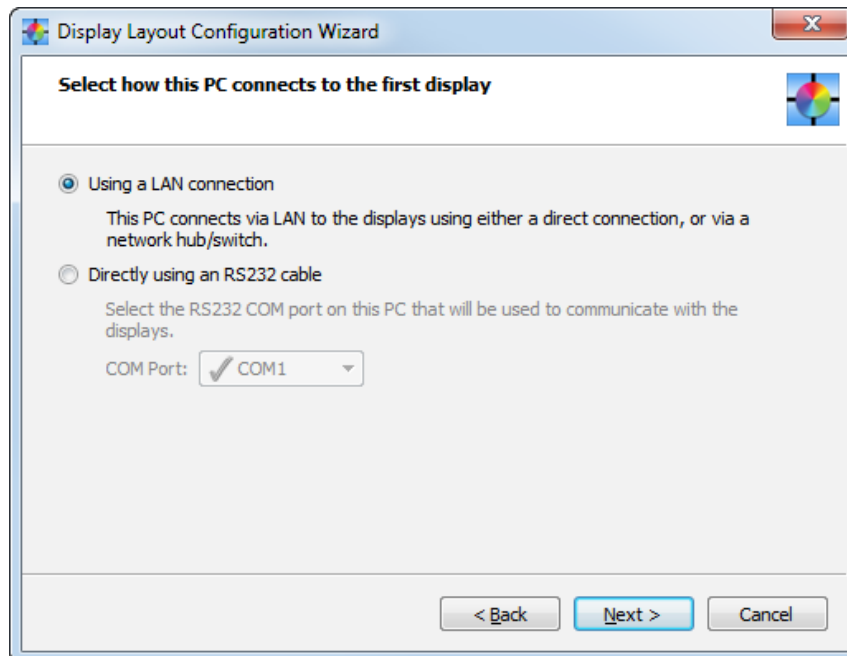 Display Layout Configuration Wizard
Select how this PC connects to the first display
Using a LAN connection
This PC connects via LAN to the displays using either a direct connection, or via a
network hub/switch.
Directly using an RS232 cable
Select the RS232 COM port on this PC that will be used to communicate with the
displays.
COM Port: COM1
< Back Next > Cancel